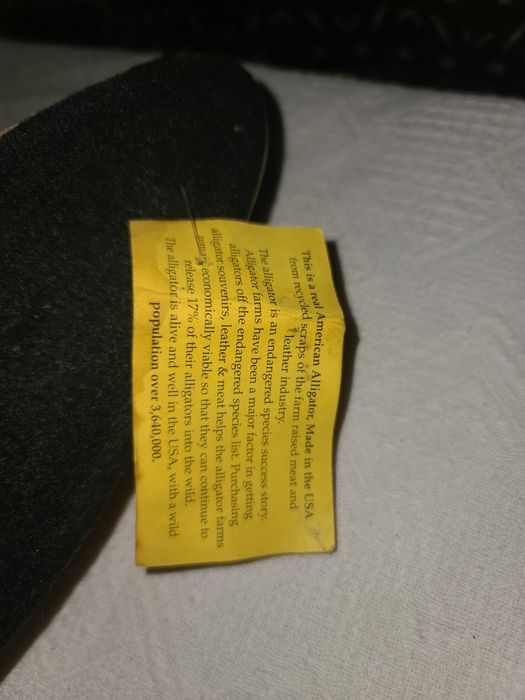 This is a real American Alligator, Made in the USA
from recycled scraps of the farm raised meat and
leather industry.
The alligator is an endangered species success story.
Alligator farms have been a major factor in getting
alligators off the endangered species list. Purchasing
alligator souvenirs, leather & meat helps the alligator farms
economically viable so that they can continue to
release 17% of their alligators into the wild.
The alligator is alive and well in the USA, with a wild
population over 3,640,000.